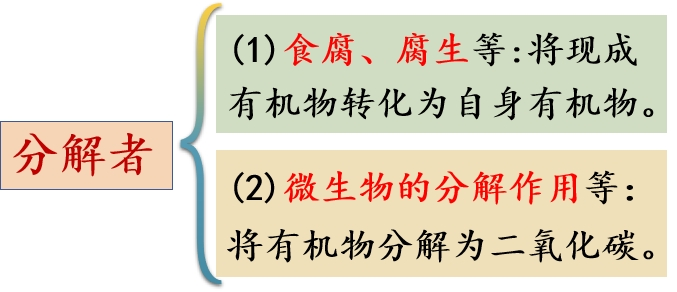 分解者
(1)食腐、腐生等:将现成
有机物转化为自身有机物。
(2)微生物的分解作用等：
将有机物分解为二氧化碳。